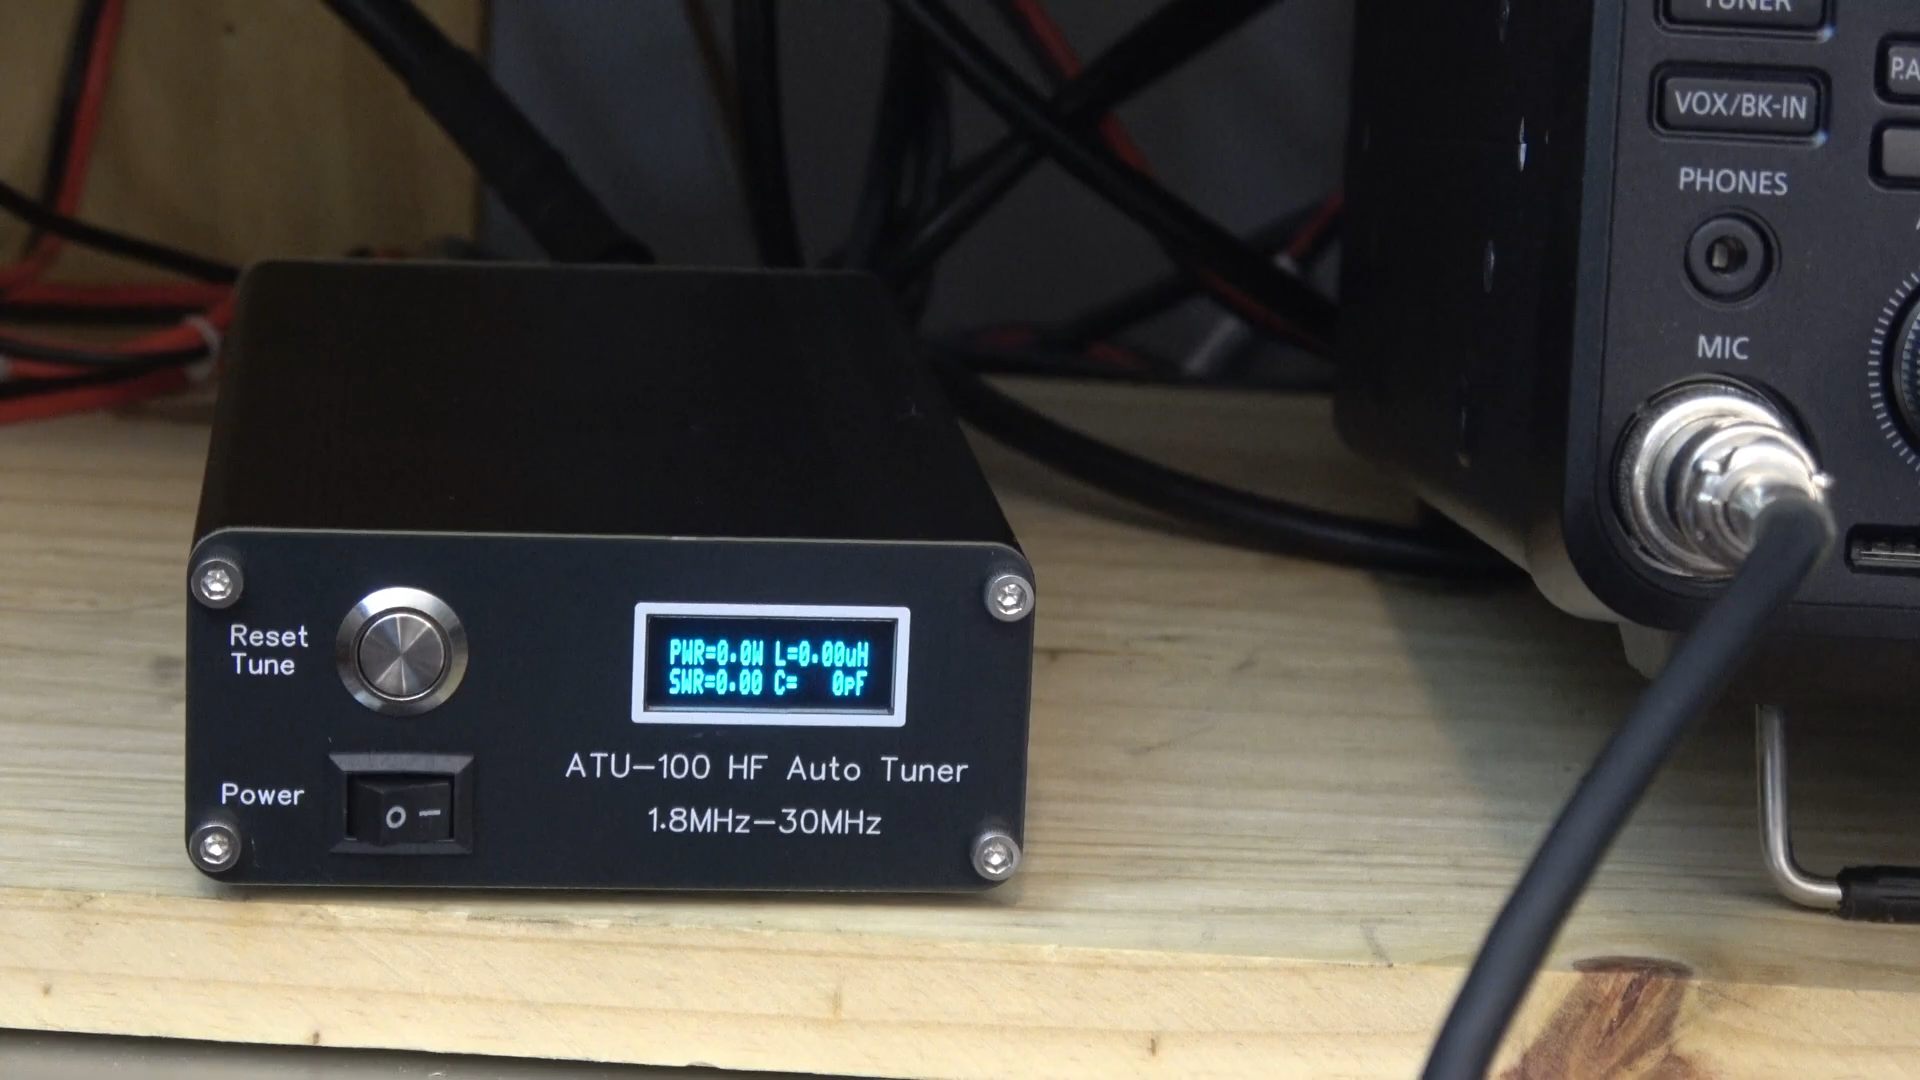 Reset
Tune
Power
PWR=0.0W L=0.00uH
SWR=0.00 C=   0pF
ATU-100 HF Auto Tuner
1.8MHz-30MHz
O -
TUNER
VOX/BK-IN
P.A
PHONES
MIC